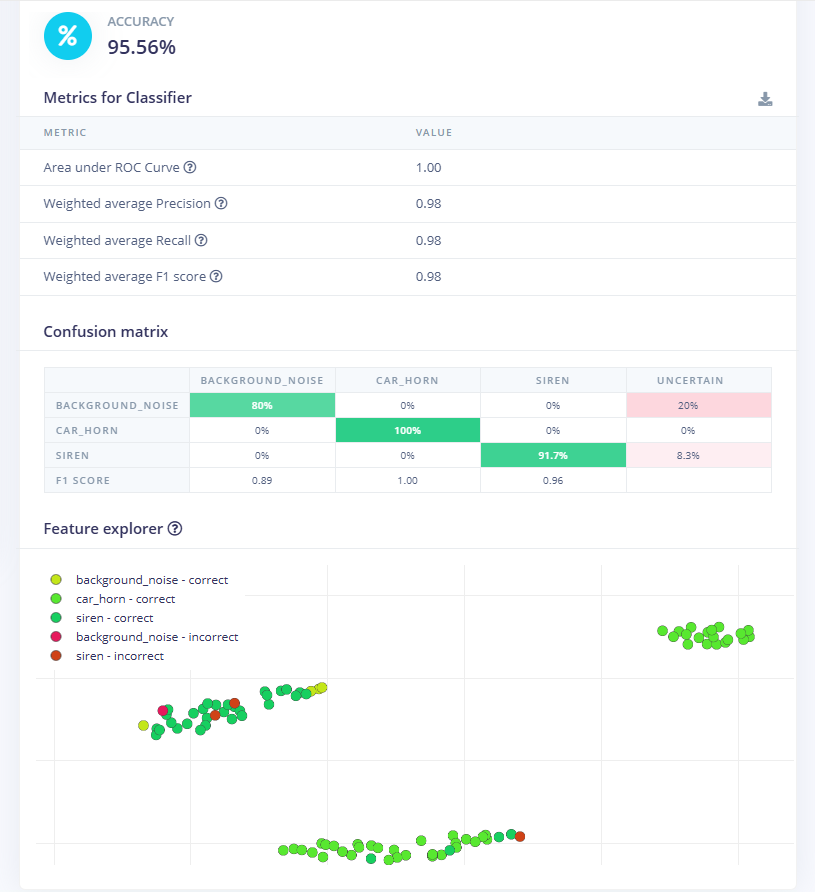 %
ACCURACY
95.56%
Metrics for Classifier
METRIC VALUE
Area under ROC Curve ? 1.00
Weighted average Precision ? 0.98
Weighted average Recall ? 0.98
Weighted average F1 score ? 0.98
Confusion matrix
BACKGROUND_NOISE CAR_HORN SIREN UNCERTAIN
BACKGROUND_NOISE 80% 0% 0% 20%
CAR_HORN 0% 100% 0% 0%
SIREN 0% 0% 91.7% 8.3%
F1 SCORE 0.89 1.00 0.96
Feature explorer ?
background_noise - correct
car_horn - correct
siren - correct
background_noise - incorrect
siren - incorrect